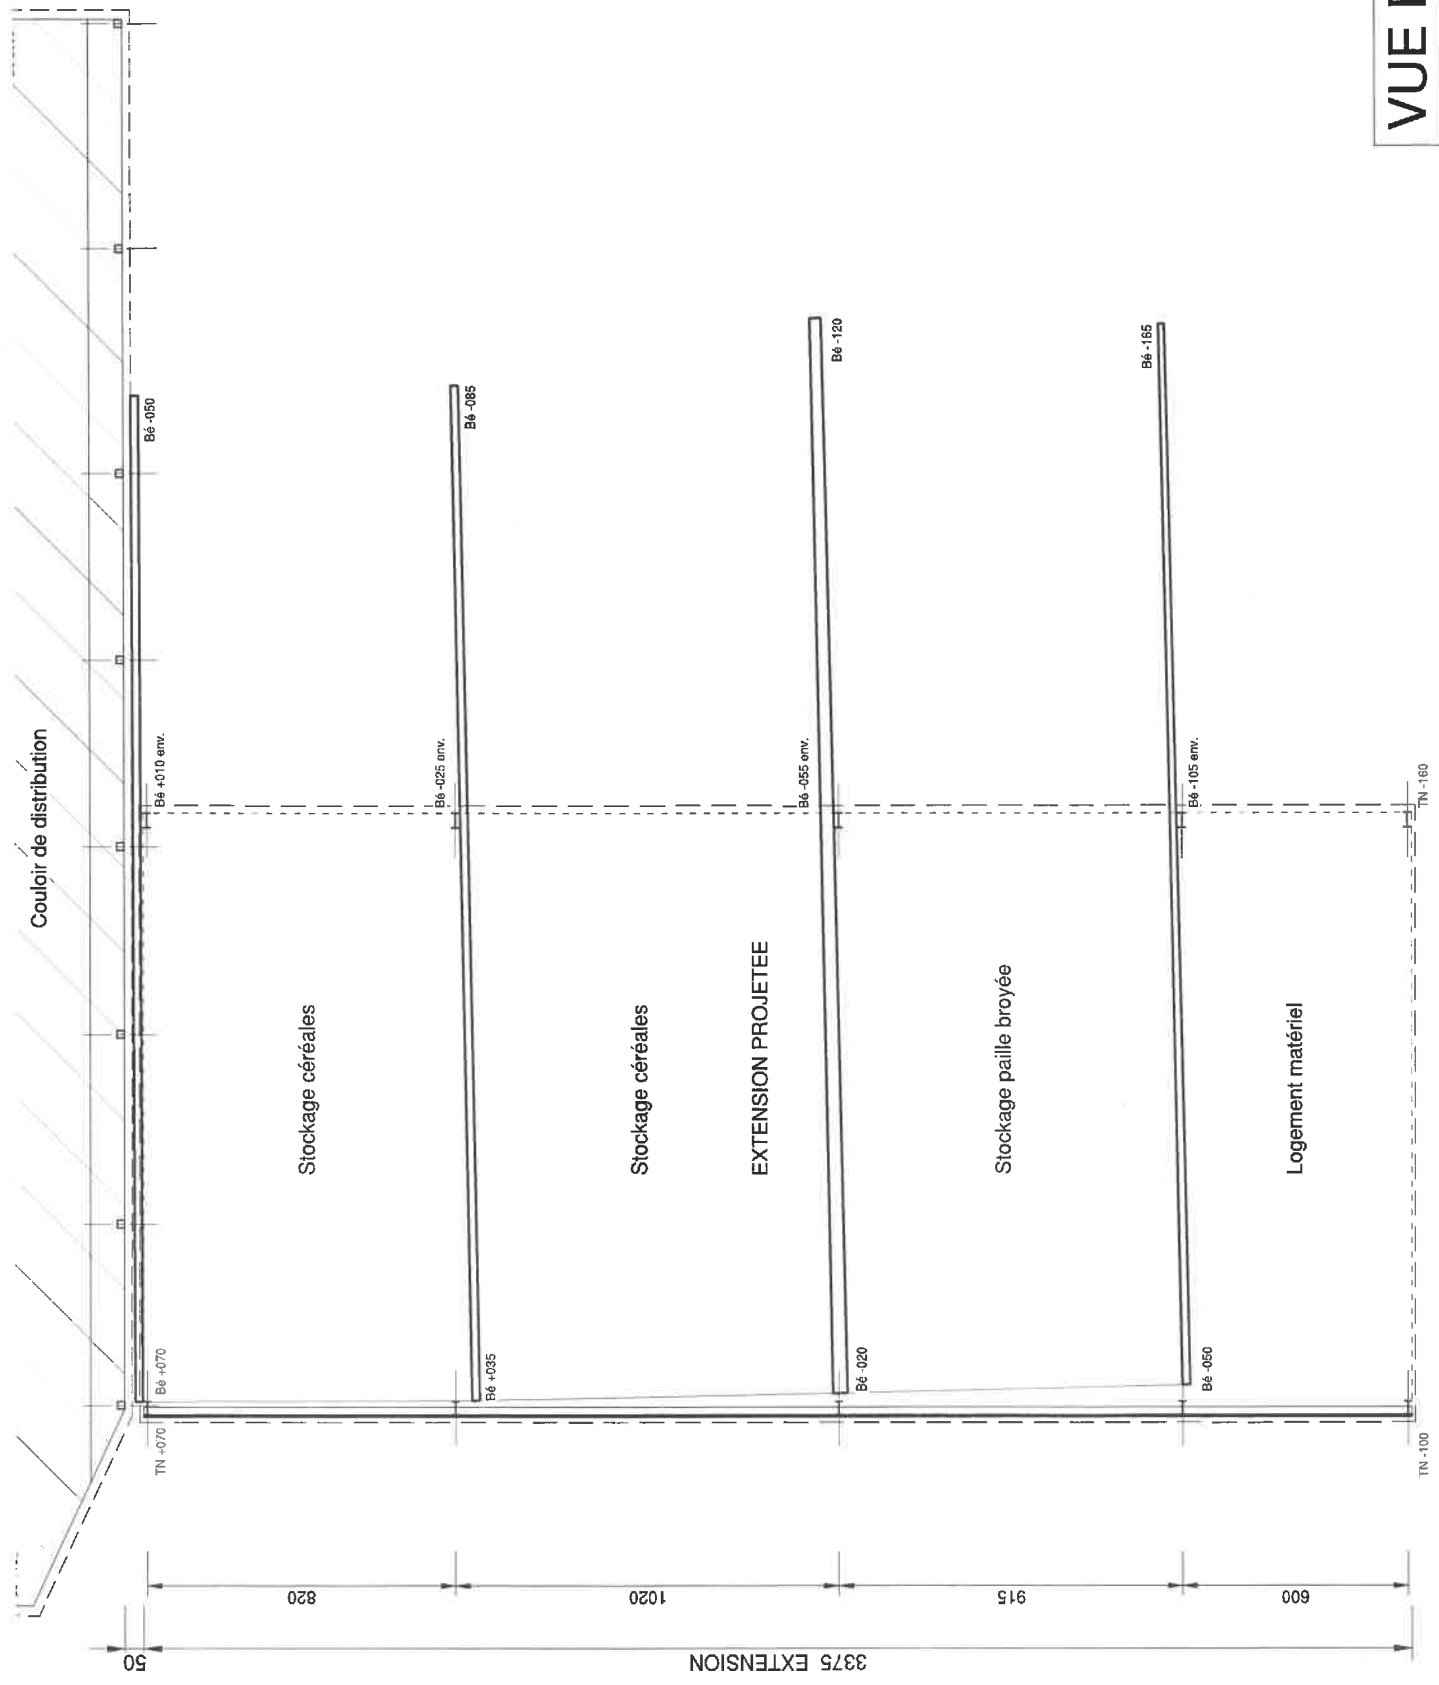 VUE
Couloir de distribution
Bé -050
Bé -085
Bé -120
Bé -165
Bé +010 env.
Bé -025 env.
Bé -055 env.
Bé -105 env.
TN -160
Stockage céréales
Stockage céréales
EXTENSION PROJETEE
Stockage paille broyée
Logement matériel
Bé +070
Bé +035
Bé -020
Bé -050
TN +070
TN -100
820
1020
915
600
50
3375 EXTENSION